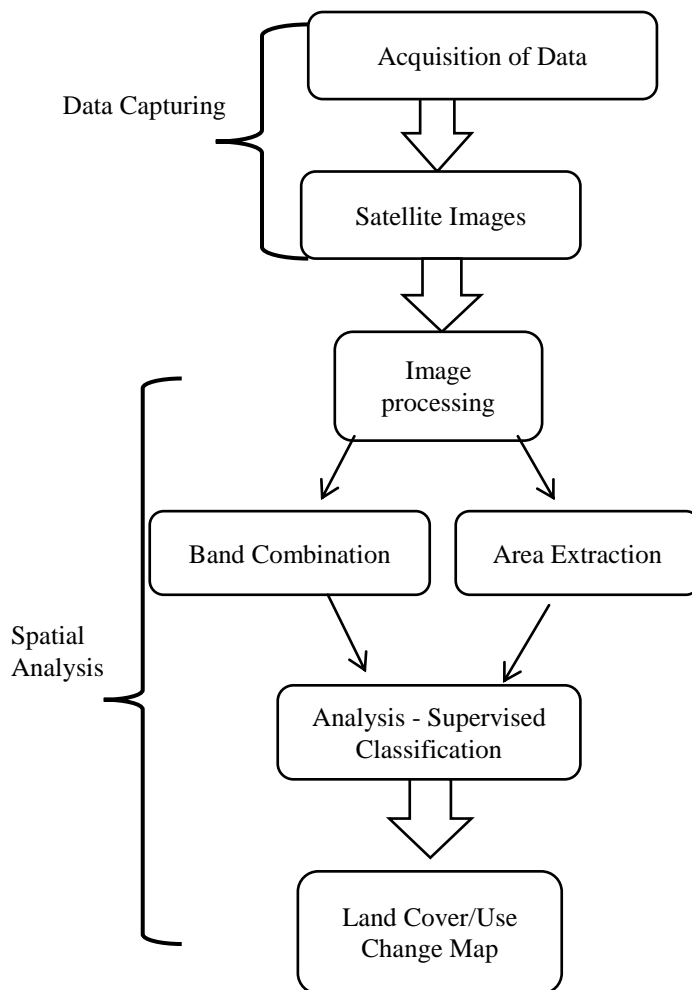 Acquisition of Data
Data Capturing
Satellite Images
Image
processing
Band Combination
Area Extraction
Spatial
Analysis
Analysis - Supervised
Classification
Land Cover/Use
Change Map